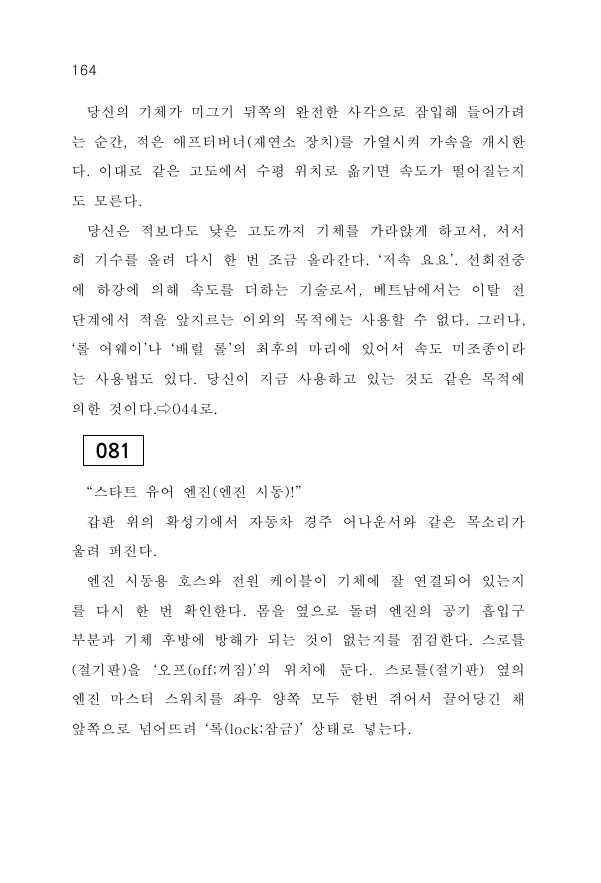 164
당신의 기체가 미그기 뒤쪽의 완전한 사각으로 잠입해 들어가려
는 순간, 적은 애프터버너(재연소 장치)를 가열시켜 가속을 개시한
다. 이대로 같은 고도에서 수평 위치로 옮기면 속도가 떨어질는지
도 모른다.
당신은 적보다도 낮은 고도까지 기체를 가라앉게 하고서, 서서
히 기수를 올려 다시 한 번 조금 올라간다. ‘저속 요요’. 선회전중
에 하강에 의해 속도를 더하는 기술로서, 베트남에서는 이탈 전
단계에서 적을 앞지르는 이외의 목적에는 사용할 수 없다. 그러나,
‘롤 어웨이’나 ‘배럴 롤’의 최후의 마리에 있어서 속도 미조종이라
는 사용법도 있다. 당신이 지금 사용하고 있는 것도 같은 목적에
의한 것이다.⇨044로.
081
“스타트 유어 엔진(엔진 시동)!”
갑판 위의 확성기에서 자동차 경주 어나운서와 같은 목소리가
울려 퍼진다.
엔진 시동용 호스와 전원 케이블이 기체에 잘 연결되어 있는지
를 다시 한 번 확인한다. 몸을 옆으로 돌려 엔진의 공기 흡입구
부분과 기체 후방에 방해가 되는 것이 없는지를 점검한다. 스로틀
(절기판)을 ‘오프(off;꺼짐)’의 위치에 둔다. 스로틀(절기판) 옆의
엔진 마스터 스위치를 좌우 양쪽 모두 한번 쥐어서 끌어당긴 채
앞쪽으로 넘어뜨려 ‘록(lock;잠금)’ 상태로 넣는다.